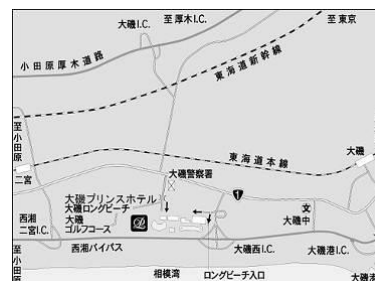 至厚木I.C.
至東京
大磯I.C.
小田原厚木道路
東海道新幹線
至小田原
東海道本線
大磯
二宮
大磯警察署
大磯プリンスホテル
大磯ロングビーチ
大磯
ゴルフコース
1
文
大磯中
西湘
二宮I.C.
西湘バイパス
大磯西I.C.
大磯港I.C.
至小田原
相模湾
ロングビーチ入口
大磯港